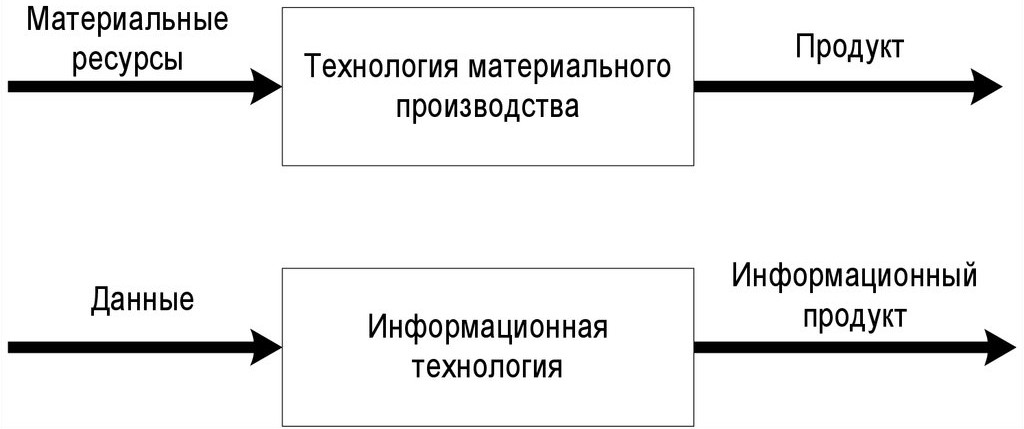 Материальные
ресурсы
Технология материального
производства
Продукт
Данные
Информационная
технология
Информационный
продукт